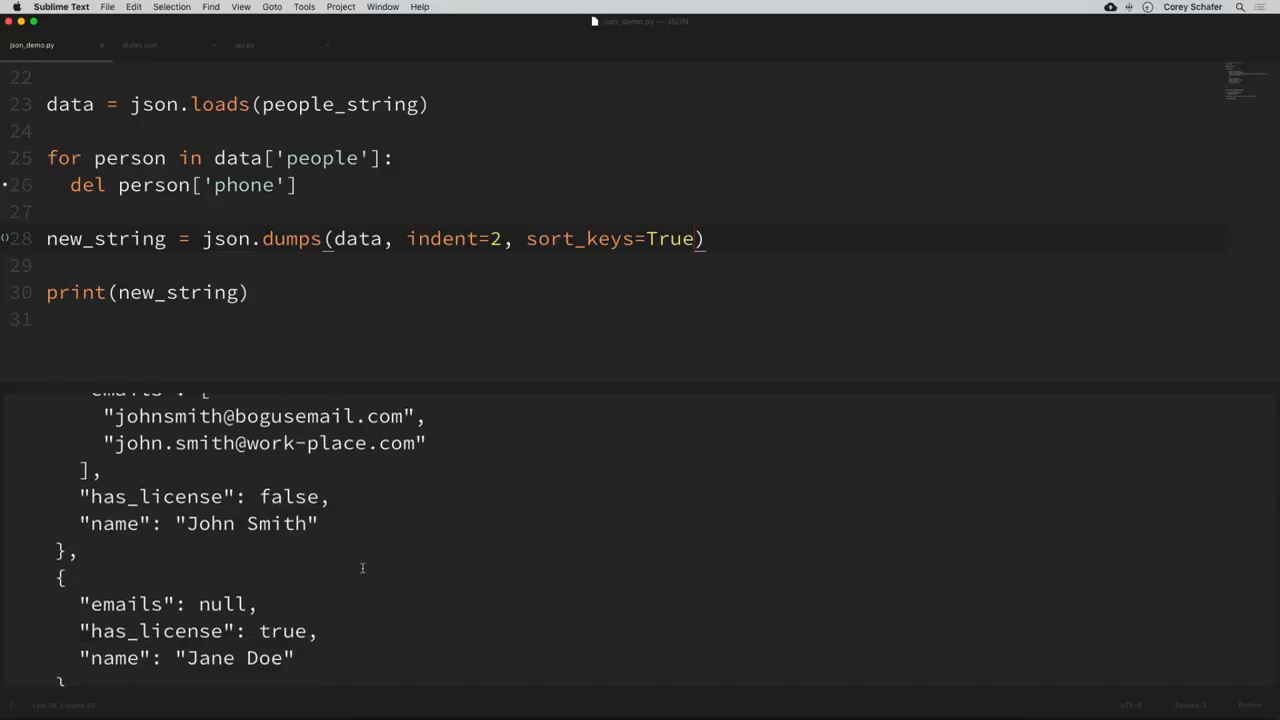 Sublime Text File Edit Selection Find View Goto Tools Project Window Help Corey Schafer
json_demo.py — JSON
json_demo.py states.json api.py
22
23 data = json.loads(people_string)
24
25 for person in data['people']:
26 del person['phone']
27
28 new_string = json.dumps(data, indent=2, sort_keys=True)
29
30 print(new_string)
31
"emails": [
"johnsmith@bogusemail.com",
"john.smith@work-place.com"
],
"has_license": false,
"name": "John Smith"
},
{
"emails": null,
"has_license": true,
"name": "Jane Doe"
}
Line 28, Column 55 UTF-8 Spaces: 2 Python